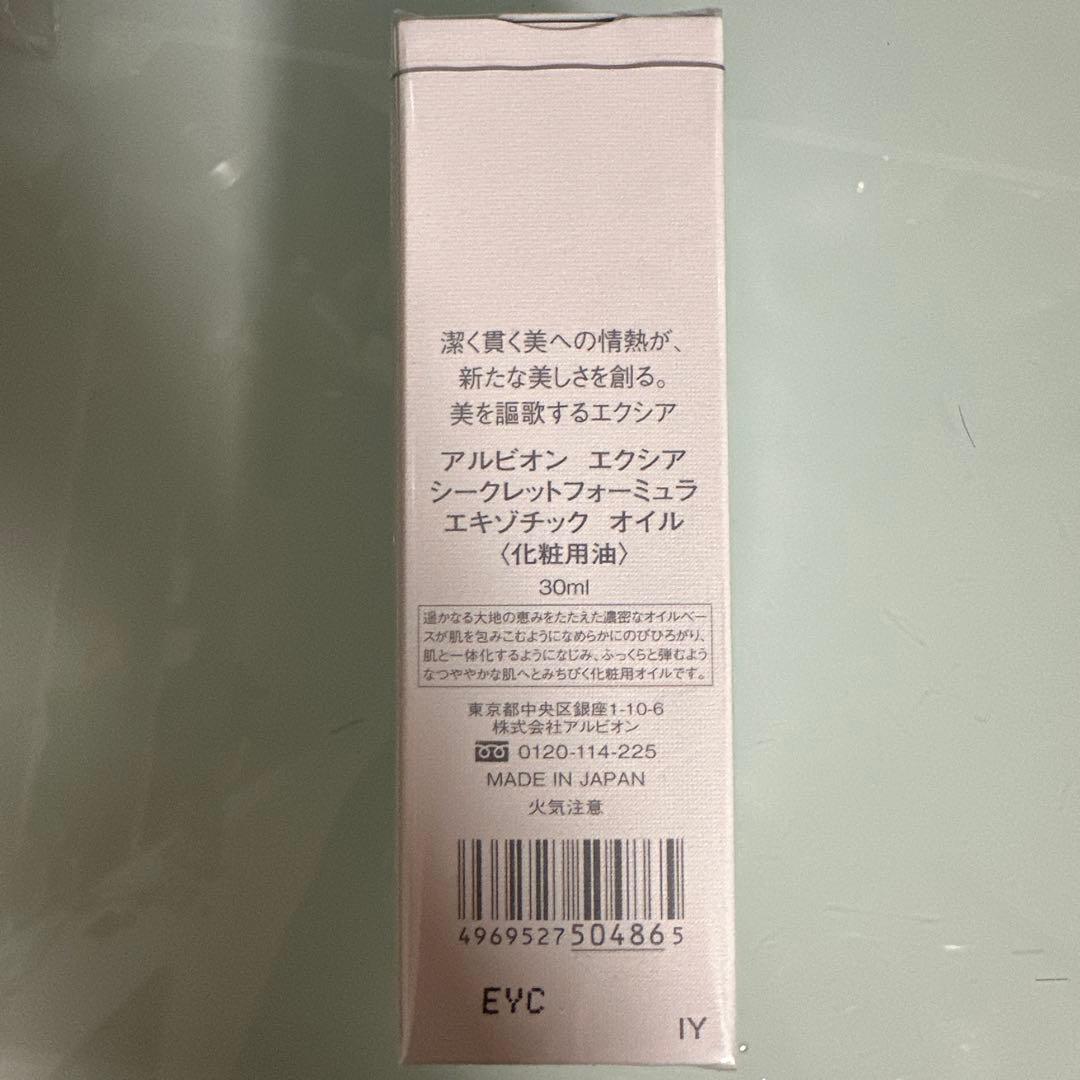 潔く貫く美への情熱が、
新たな美しさを創る。
美を謳歌するエクシア
アルビオン エクシア
シークレットフォーミュラ
エキゾチック オイル
〈化粧用油〉
30ml
遥かなる大地の恵みをたたえた濃密なオイルベー
スが肌を包みこむようになめらかにのびひろがり、
肌と一体化するようになじみ、ふっくらと弾むよう
なつややかな肌へとみちびく化粧用オイルです。
東京都中央区銀座1-10-6
株式会社アルビオン
0120-114-225
MADE IN JAPAN
火気注意
4969527504865
EYC
IY